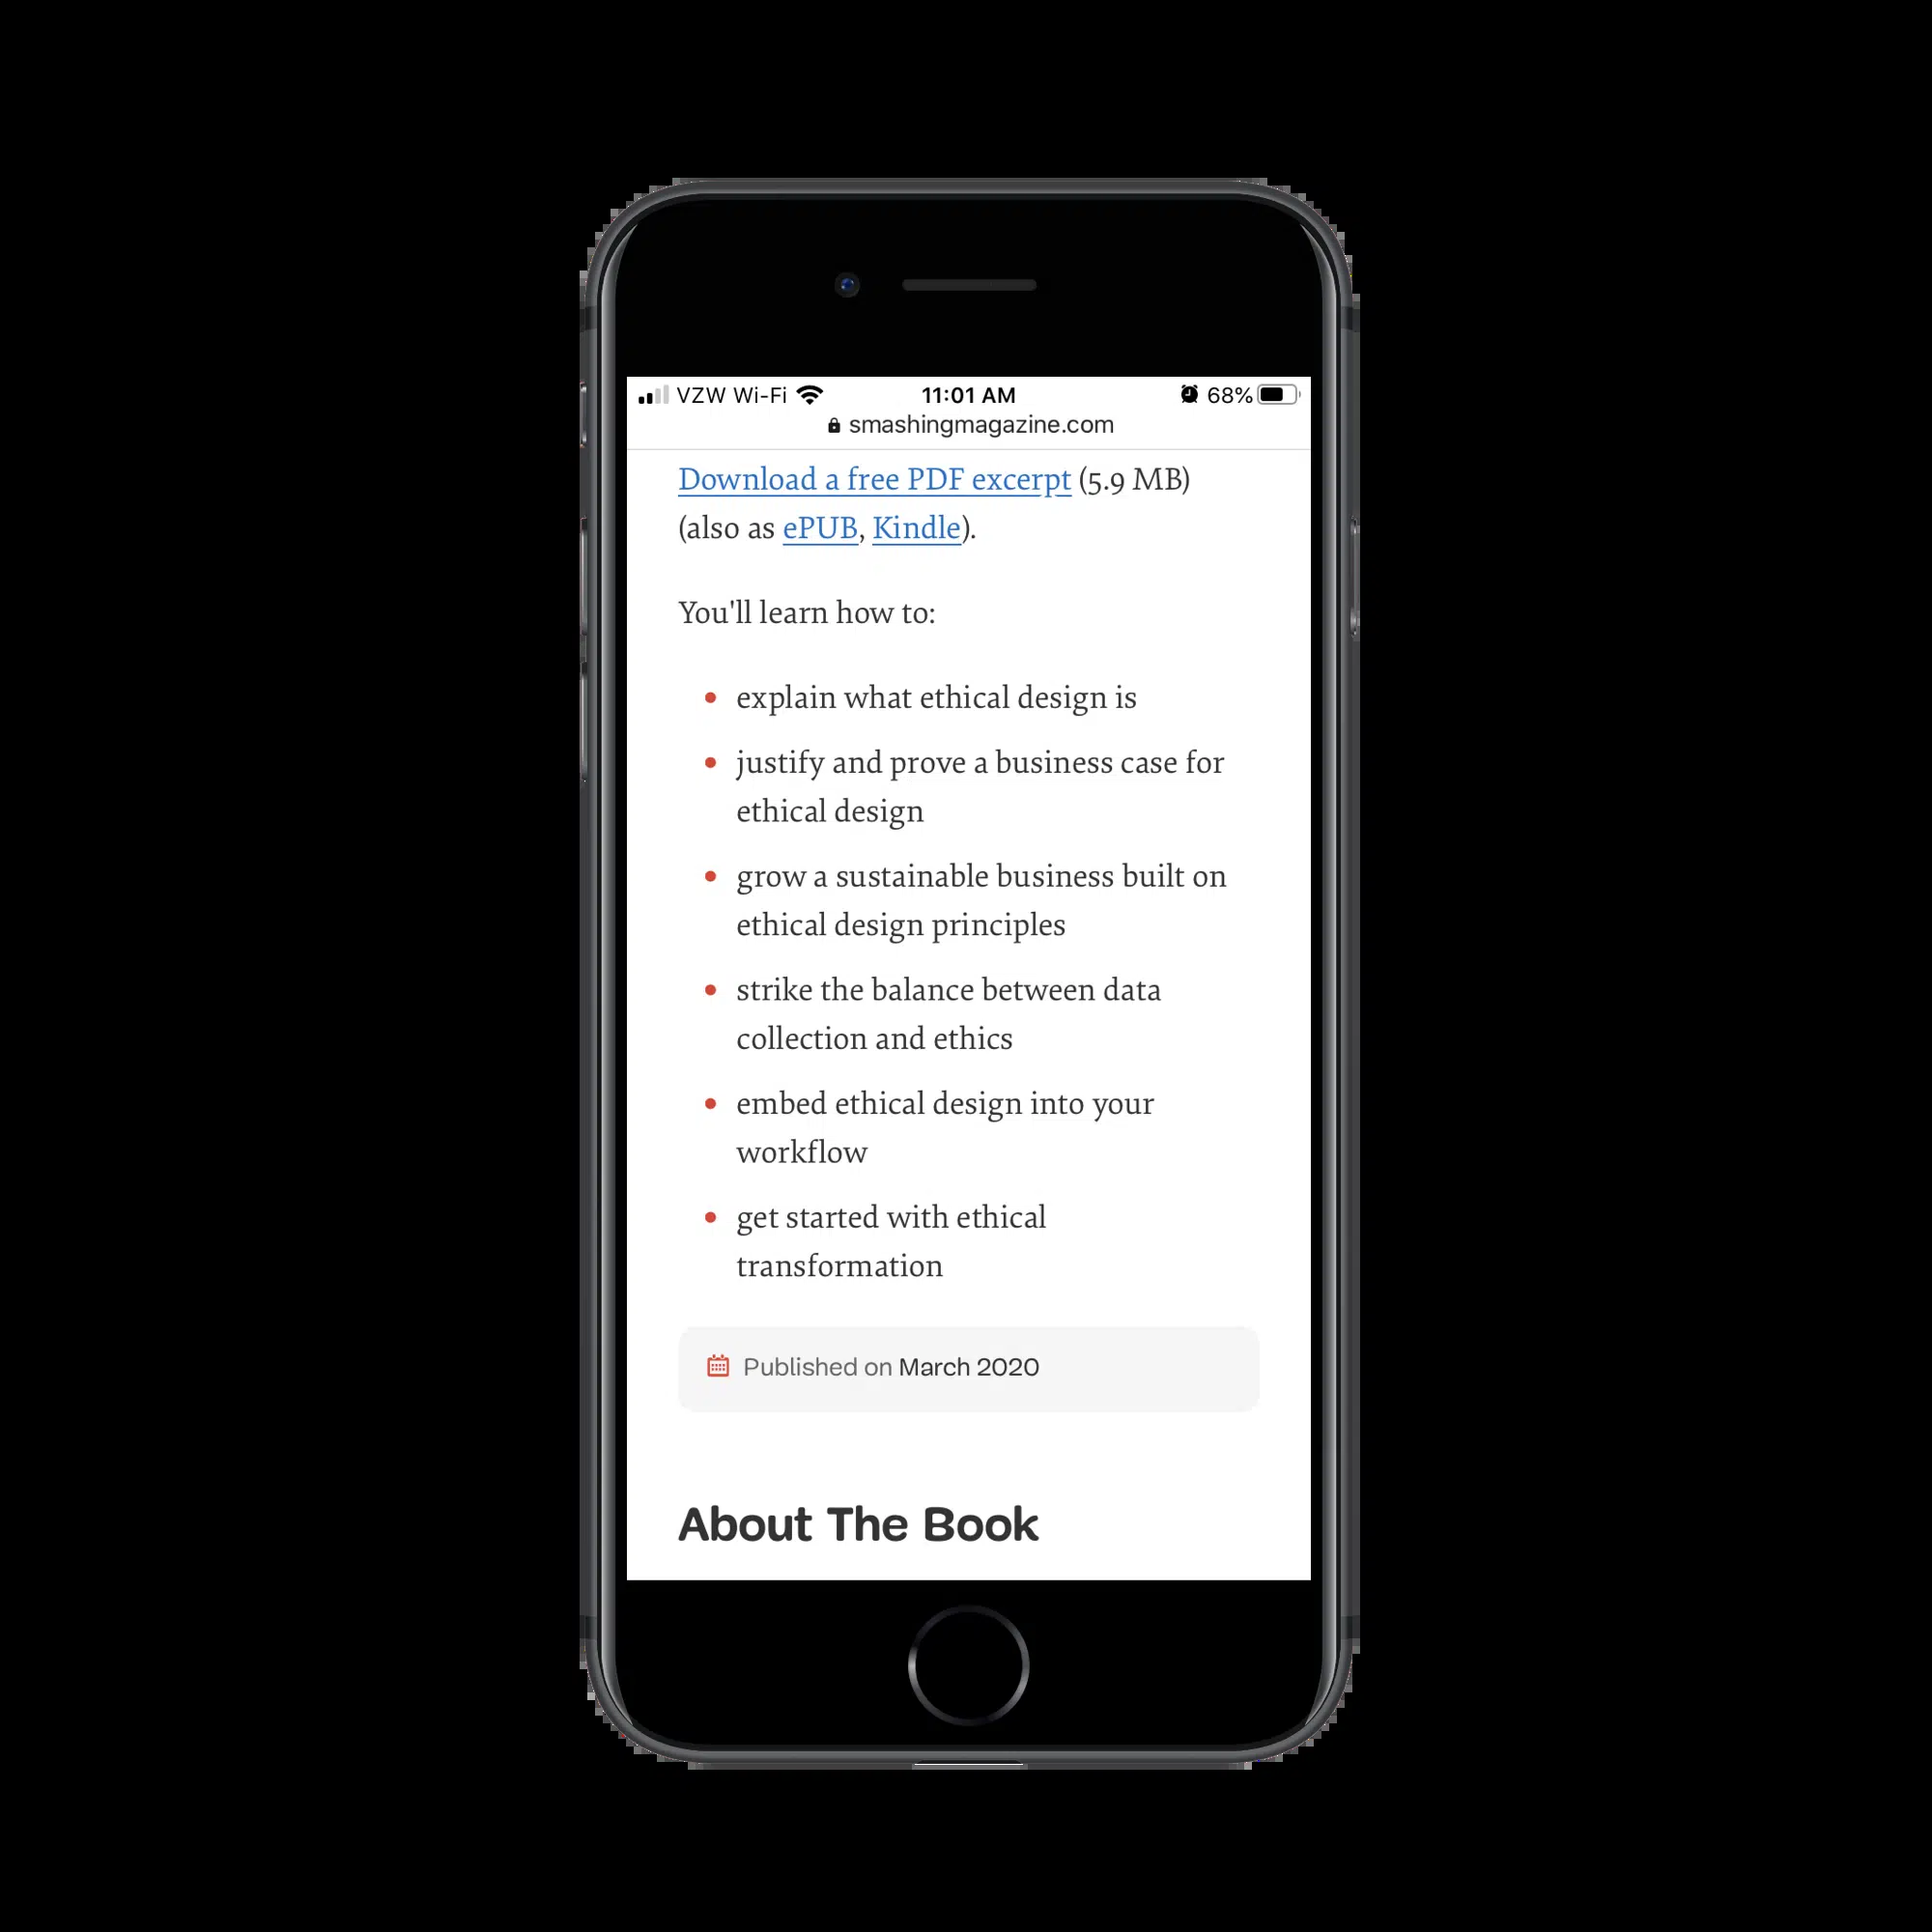 VZW Wi-Fi 11:01 AM 68%
smashingmagazine.com
Download a free PDF excerpt (5.9 MB)
(also as ePUB, Kindle).
You'll learn how to:
• explain what ethical design is
• justify and prove a business case for
ethical design
• grow a sustainable business built on
ethical design principles
• strike the balance between data
collection and ethics
• embed ethical design into your
workflow
• get started with ethical
transformation
Published on March 2020
About The Book